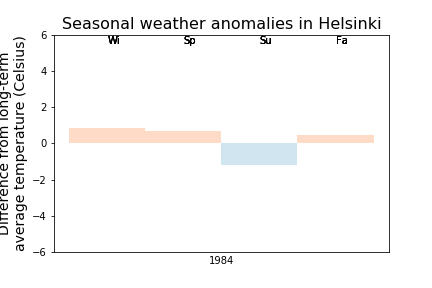 Seasonal weather anomalies in Helsinki
Wi Sp Su Fa
6
4
2
0
−2
−4
−6
Difference from long-term
average temperature (Celsius)
1984